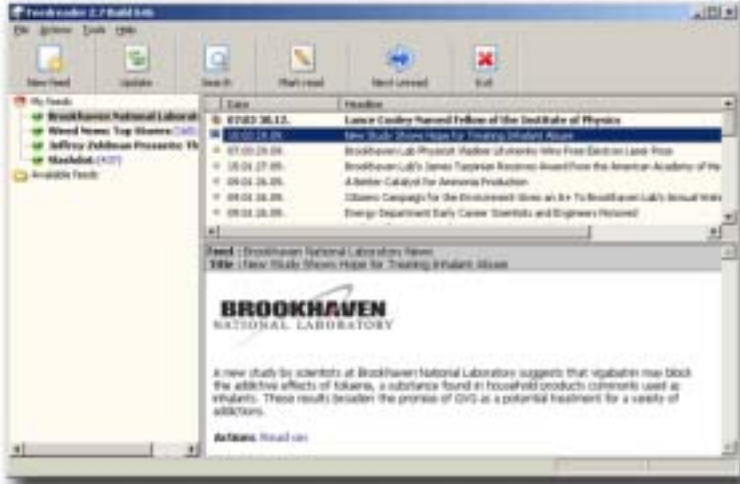 Feedreader 2.7
File Actions Tools Help
New feed Update Search Mark read Next unread Exit
My feeds
Brookhaven National Laborat
Wired News: Top Stories
Jeffrey Zeldman Presents: Th
Slashdot
Available feeds
Date Headline
Lance Cooley Named Fellow of the Institute of Physics
New Study Shows Hope for Treating Inhalant Abuse
Brookhaven Lab Physicist Vladimir Litvinenko Wins Free Electron Laser Prize
Brookhaven Lab's James Receives Award from the American Academy of
A Better Catalyst for Ammonia Production
Citizens Campaign for the Environment Gives an A+ To Brookhaven Lab's Annual
Energy Department Early Career Scientists and Engineers Honored
Feed : Brookhaven National Laboratory News
Title : New Study Shows Hope for Treating Inhalant Abuse
BROOKHAVEN
NATIONAL LABORATORY
A new study by scientists at Brookhaven National Laboratory suggests that vigabatrin may block
the addictive effects of toluene, a substance found in household products commonly used as
inhalants. These results broaden the promise of GVG as a potential treatment for a variety of
addictions.
Actions: Read on